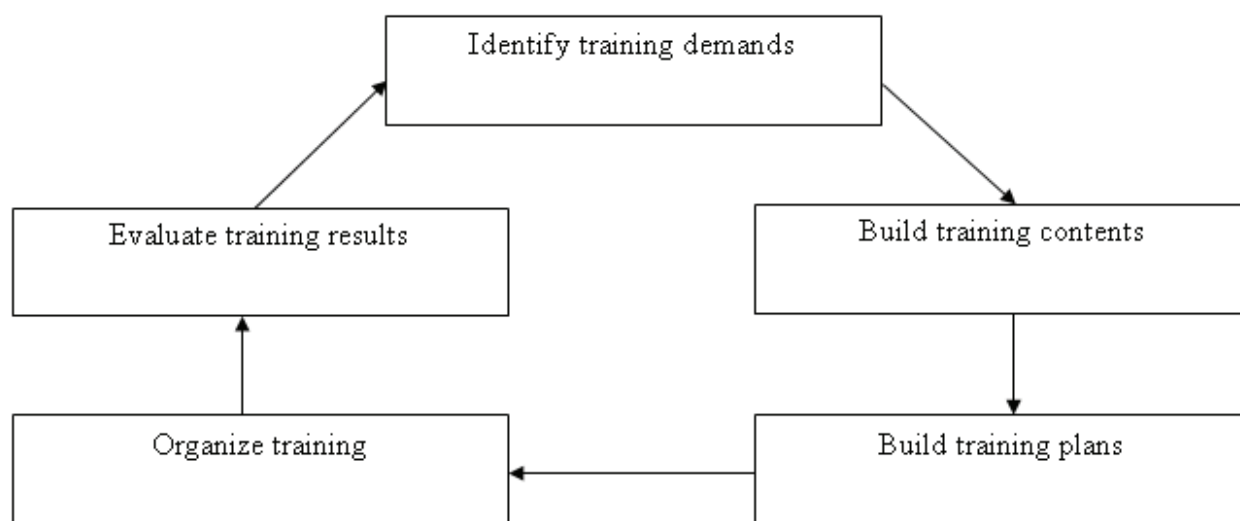 Identify training demands
Evaluate training results
Build training contents
Organize training
Build training plans